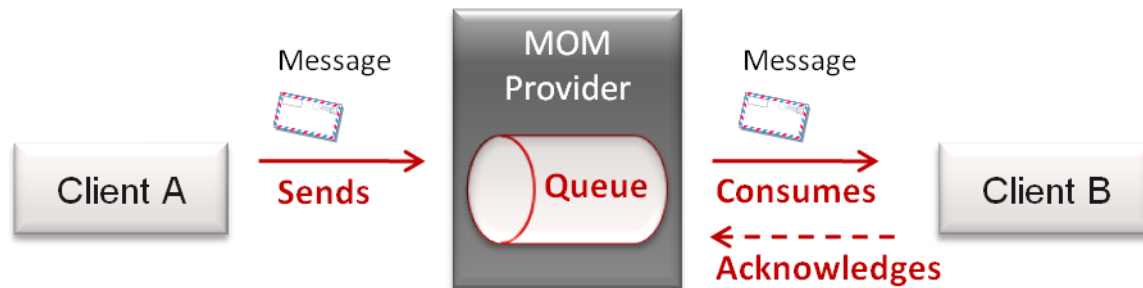 MOM
Provider
Message
Message
Client A
Sends
Queue
Consumes
Client B
Acknowledges